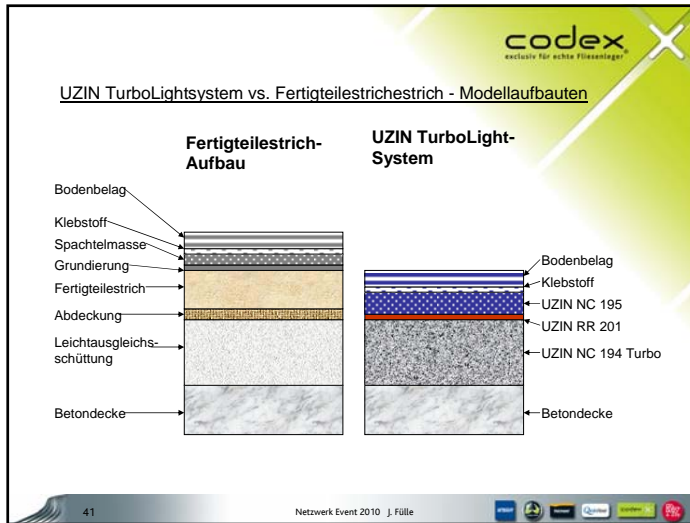 codex
exclusiv für echte Fliesenleger
UZIN TurboLightsystem vs. Fertigteilestrichestrich - Modellaufbauten
Fertigteilestrich-
Aufbau
UZIN TurboLight-
System
Bodenbelag
Klebstoff
Spachtelmasse
Grundierung
Fertigteilestrich
Abdeckung
Leichtausgleichs-
schüttung
Betondecke
Bodenbelag
Klebstoff
UZIN NC 195
UZIN RR 201
UZIN NC 194 Turbo
Betondecke
41
Netzwerk Event 2010 J. Fülle
codex